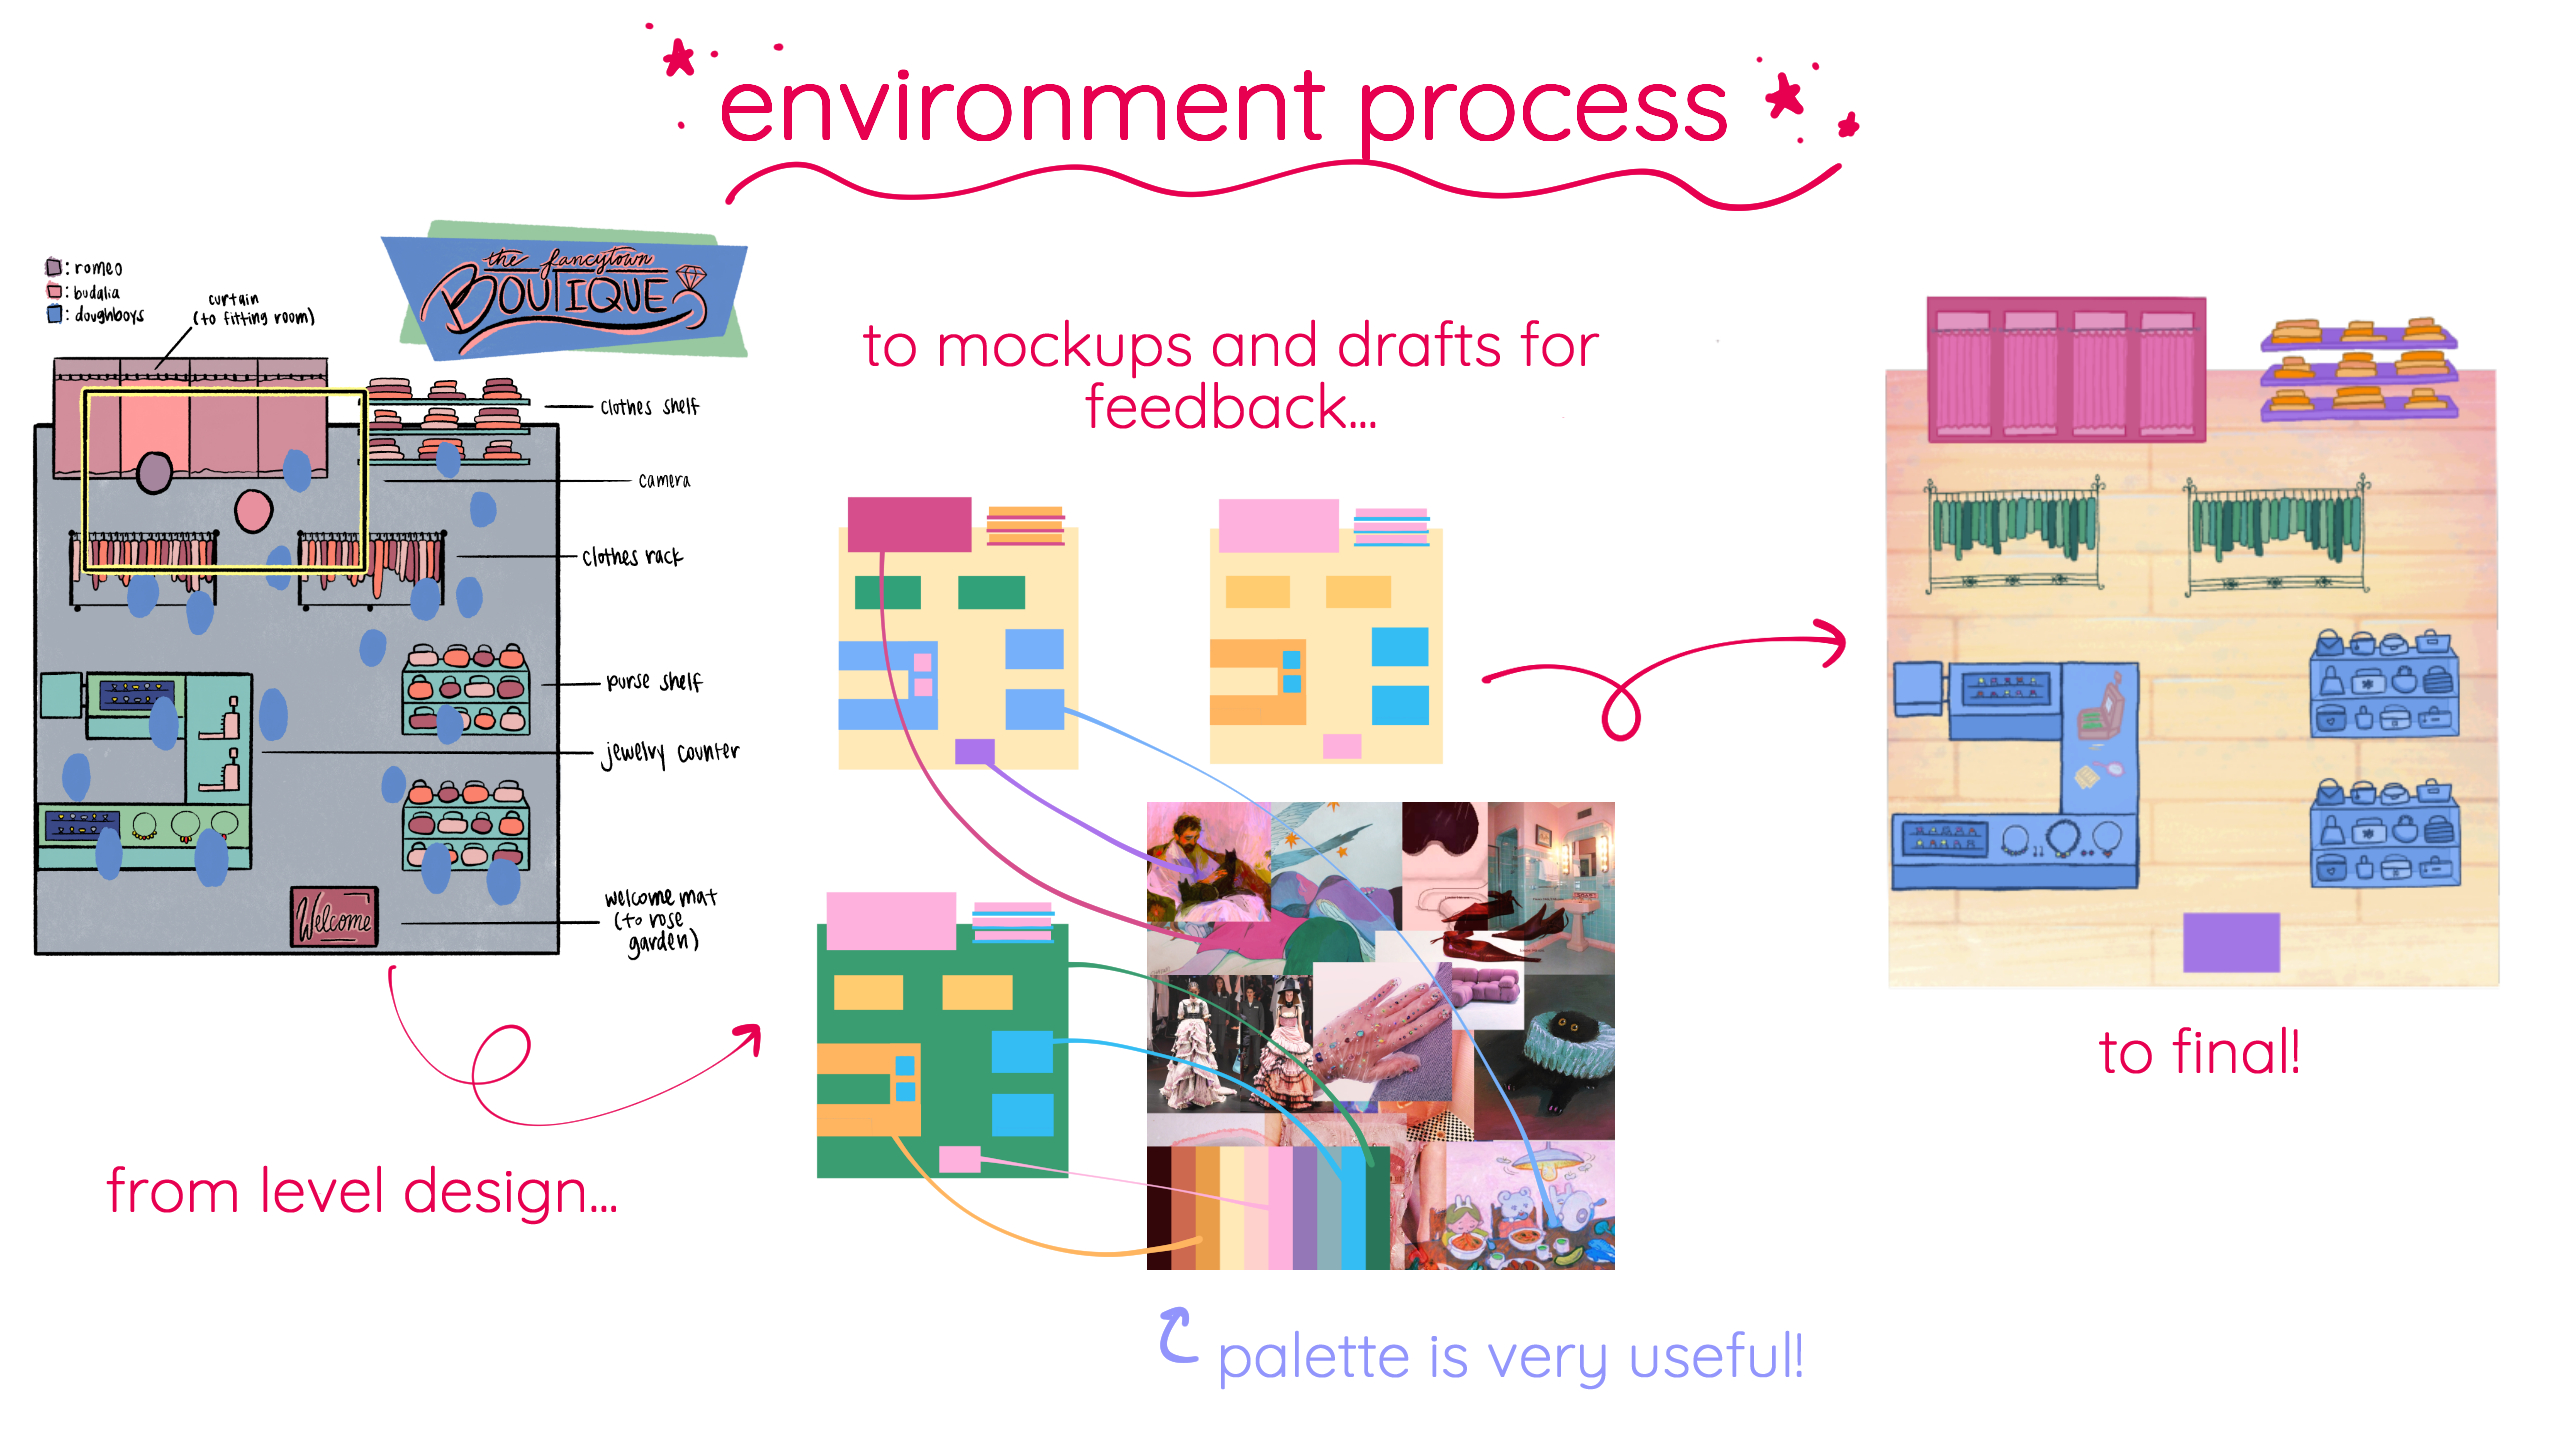 environment process
: romeo
: budalia
: doughboys
curtain
(to fitting room)
the fancytown
BOUTIQUE
clothes shelf
camera
clothes rack
purse shelf
jewelry counter
welcome mat
(to rose
garden)
Welcome
from level design...
to mockups and drafts for
feedback...
palette is very useful!
to final!